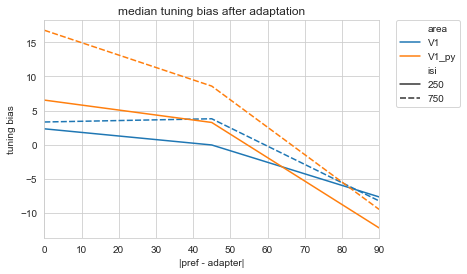 median tuning bias after adaptation
area
V1
V1_py
isi
250
750
tuning bias
15
10
5
0
−5
−10
0 10 20 30 40 50 60 70 80 90
|pref - adapter|